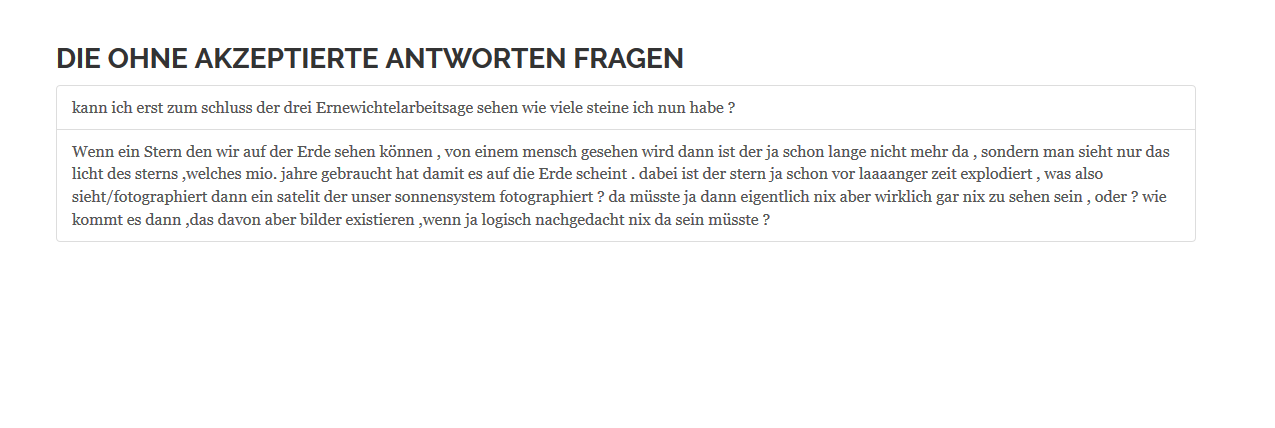 DIE OHNE AKZEPTIERTE ANTWORTEN FRAGEN
kann ich erst zum schluss der drei Ernewichtelarbeitsage sehen wie viele steine ich nun habe ?
Wenn ein Stern den wir auf der Erde sehen können , von einem mensch gesehen wird dann ist der ja schon lange nicht mehr da , sondern man sieht nur das
licht des sterns ,welches mio. jahre gebraucht hat damit es auf die Erde scheint . dabei ist der stern ja schon vor laaaanger zeit explodiert , was also
sieht/fotographiert dann ein satelit der unser sonnensystem fotographiert ? da müsste ja dann eigentlich nix aber wirklich gar nix zu sehen sein , oder ? wie
kommt es dann ,das davon aber bilder existieren ,wenn ja logisch nachgedacht nix da sein müsste ?